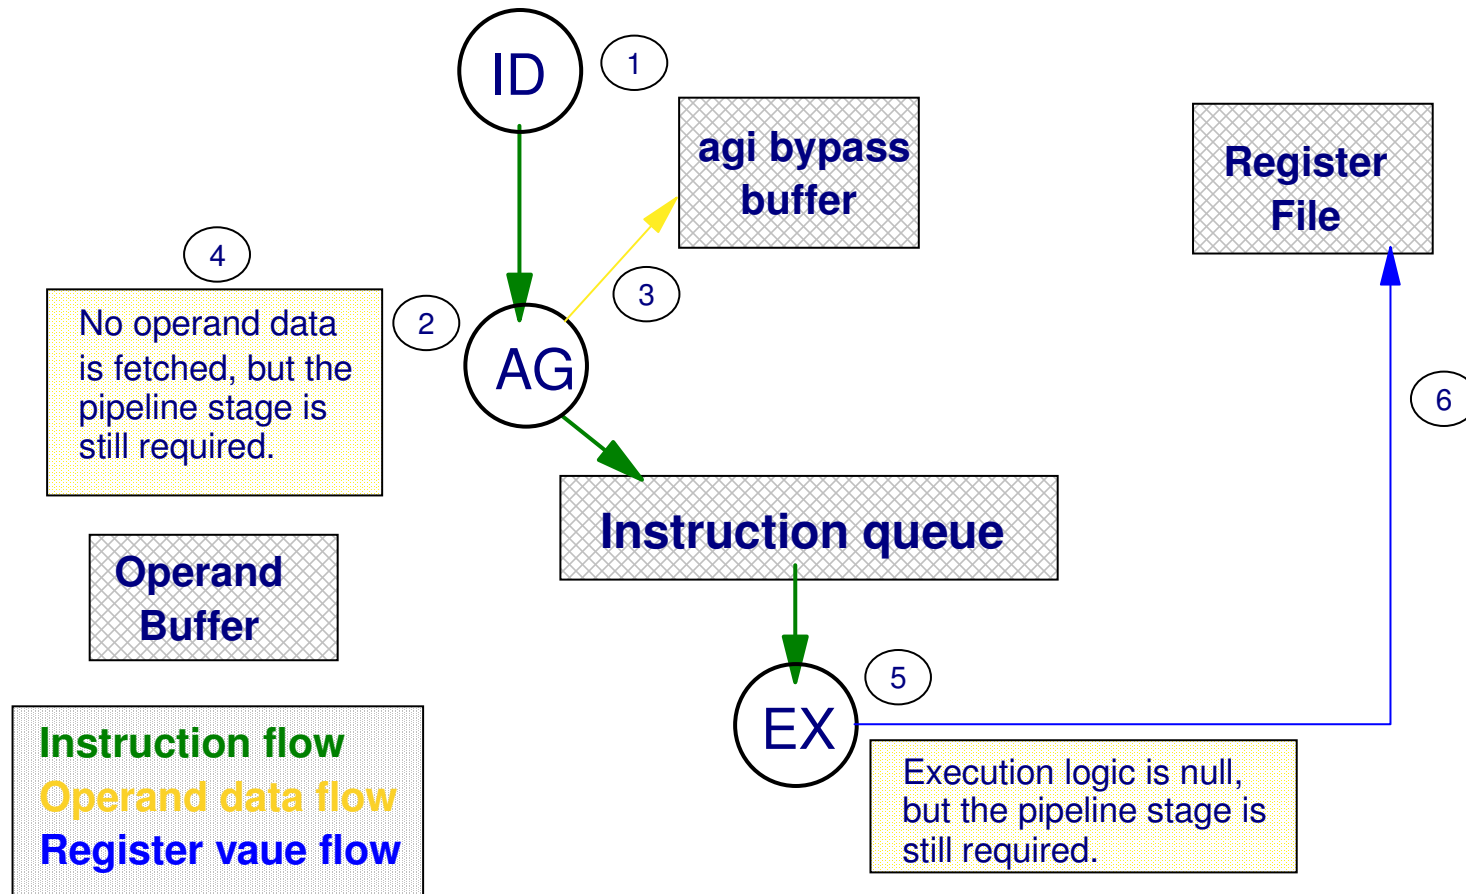 ID
1
agi bypass
buffer
Register
File
4
No operand data
is fetched, but the
pipeline stage is
still required.
2
3
AG
6
Instruction queue
Operand
Buffer
5
EX
Execution logic is null,
but the pipeline stage is
still required.
Instruction flow
Operand data flow
Register vaue flow